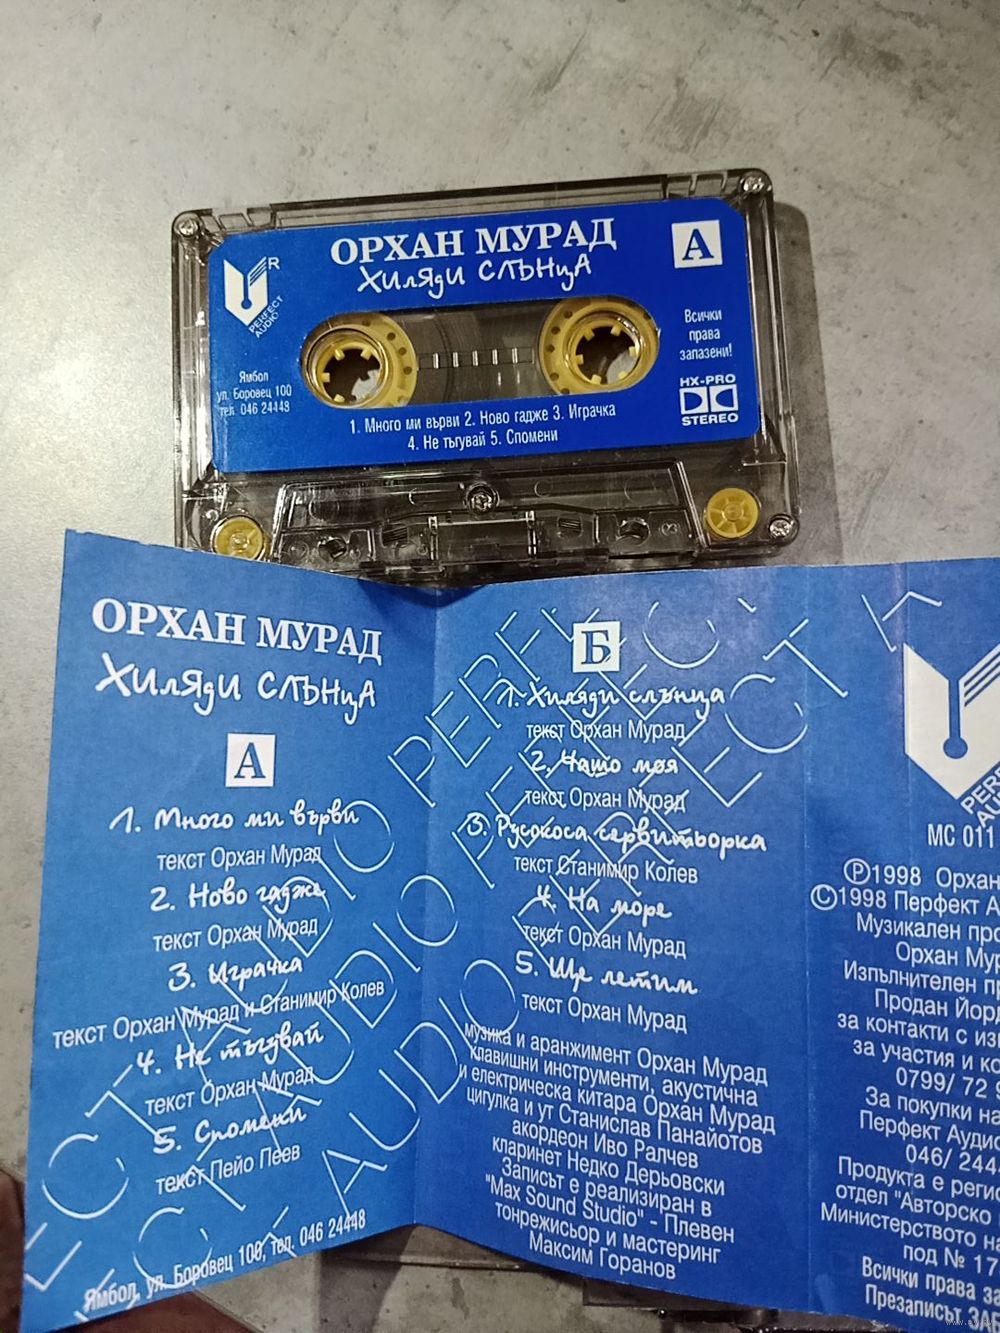 ОРХАН МУРАД
ХИЛЯДИ СЛЪНЦА
А
R
PERFECT
AUDIO
Всички
права
запазени!
Ямбол
ул. Боровец 100
тел. 046 24448
HX-PRO
STEREO
1. Много ми върви 2. Ново гадже 3. Играчка
4. Не тъгувай 5. Спомени
ОРХАН МУРАД
ХИЛЯДИ СЛЪНЦА
А
1. Много ми върви
текст Орхан Мурад
2. Ново гадже
текст Орхан Мурад
3. Играчка
текст Орхан Мурад и Станимир Колев
4. Не тъгувай
текст Орхан Мурад
5. Спомени
текст Пейо Пеев
Ямбол, ул. Боровец 100, тел. 046 24448
Б
1. Хиляди слънца
текст Орхан Мурад
2. Чашо моя
текст Орхан Мурад
3. Русокоса сервитьорка
текст Станимир Колев
4. На море
текст Орхан Мурад
5. Ще летим
текст Орхан Мурад
музика и аранжимент Орхан Мурад
клавишни инструменти, акустична
и електрическа китара Орхан Мурад
цигулка и ут Станислав Панайотов
акордеон Иво Ралчев
кларинет Недко Дерьовски
Записът е реализиран в
"Max Sound Studio" - Плевен
тонрежисьор и мастеринг
Максим Горанов
MC 011
Ⓟ1998 Орхан
©1998 Перфект
Музикален
Орхан
Изпълнителен
Продан
за контакти с
за участия и
0799/ 72
За покупки
Перфект Аудио
046/
Продукта е
отдел "Авторско
Министерството
под № 17
Всички права
Презаписът